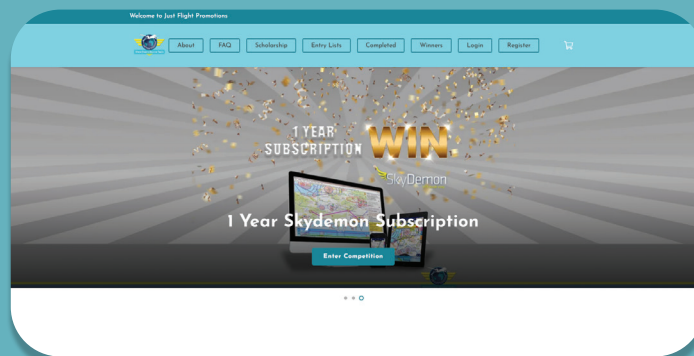 Welcome to Just Flight Promotions
About
FAQ
Scholarship
Entry Lists
Completed
Winners
Login
Register
1 YEAR
SUBSCRIPTION
WIN
SkyDemon
1 Year Skydemon Subscription
Enter Competition